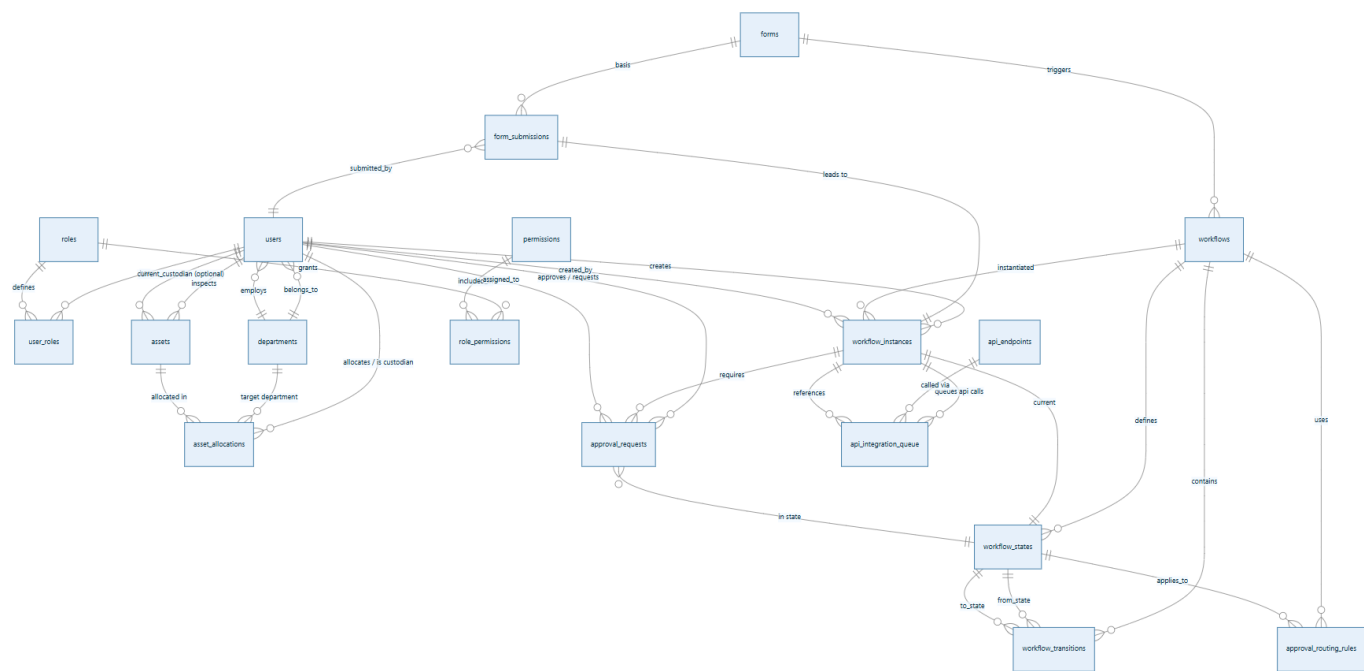 forms
basis
triggers
form_submissions
submitted_by
leads to
roles
users
permissions
workflows
grants
current_custodian (optional)
inspects
created_by
creates
approves / requests
instantiated
defines
employs
belongs_to
includes
assigned_to
user_roles
assets
departments
role_permissions
workflow_instances
api_endpoints
allocates / is custodian
requires
called via
queues api calls
references
allocated in
target department
current
defines
uses
asset_allocations
approval_requests
api_integration_queue
contains
in state
workflow_states
applies_to
from_state
to_state
workflow_transitions
approval_routing_rules